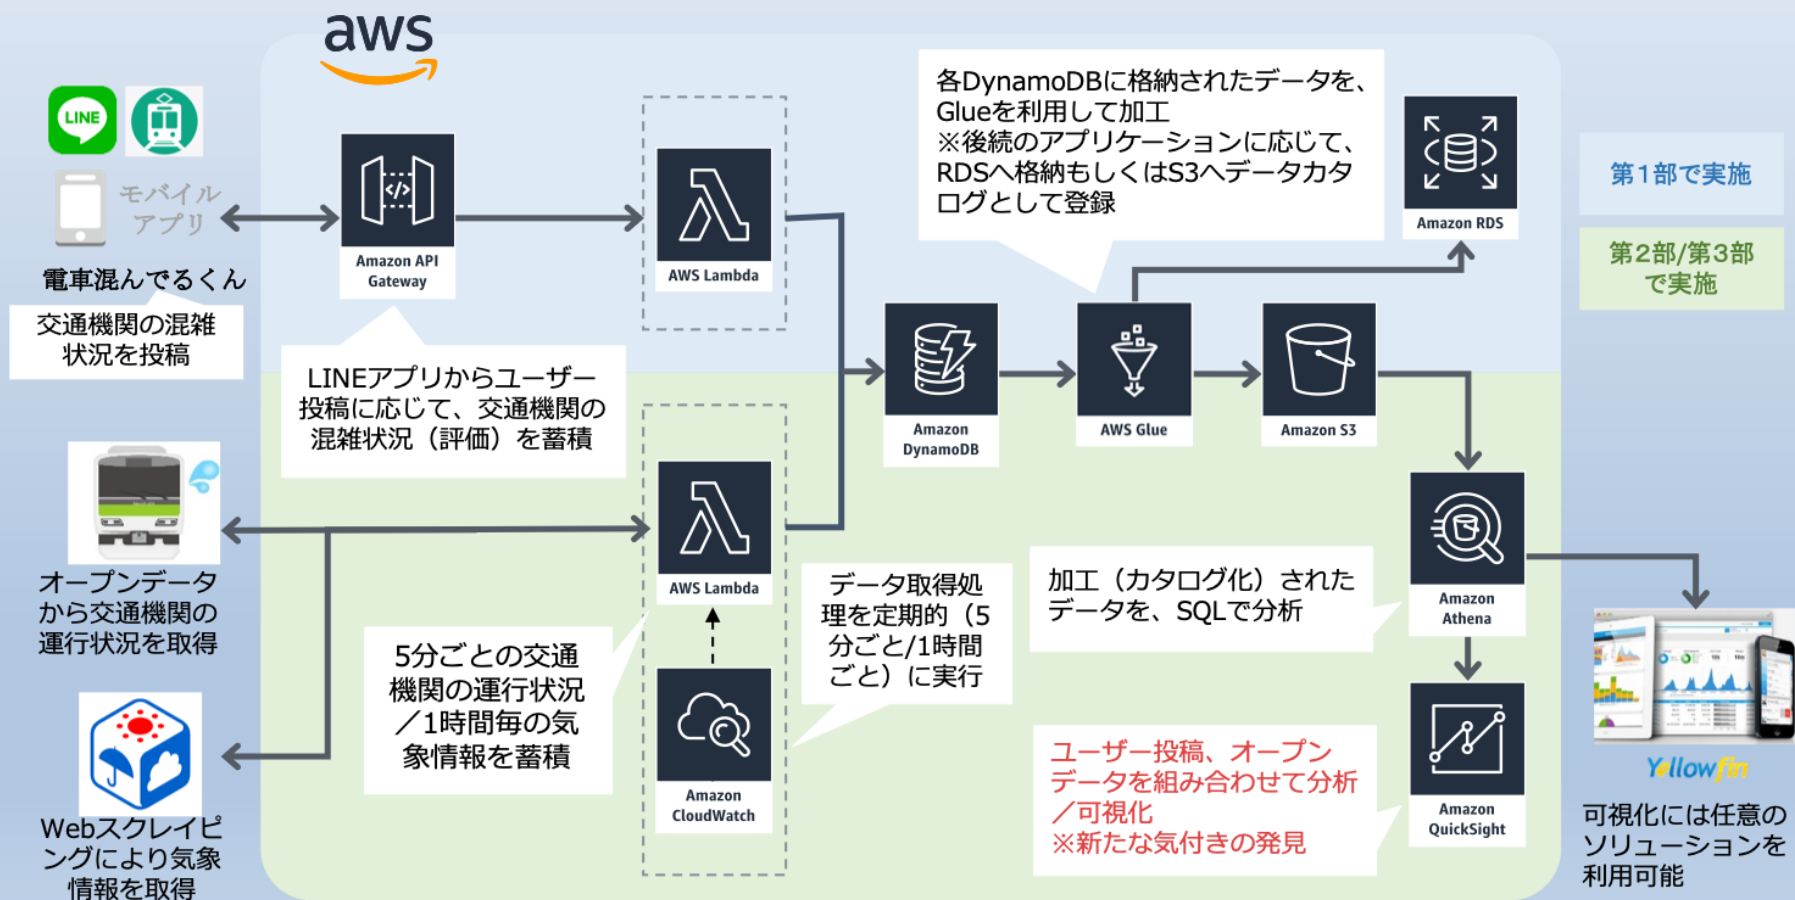 aws
LINE
モバイル
アプリ
電車混んでるくん
交通機関の混雑
状況を投稿
Amazon API
Gateway
AWS Lambda
各DynamoDBに格納されたデータを、
Glueを利用して加工
※後続のアプリケーションに応じて、
RDSへ格納もしくはS3へデータカタ
ログとして登録
Amazon RDS
第1部で実施
第2部/第3部
で実施
LINEアプリからユーザー
投稿に応じて、交通機関の
混雑状況（評価）を蓄積
Amazon
DynamoDB
AWS Glue
Amazon S3
オープンデータ
から交通機関の
運行状況を取得
AWS Lambda
5分ごとの交通
機関の運行状況
／1時間毎の気
象情報を蓄積
データ取得処
理を定期的（5
分ごと/1時間
ごと）に実行
Amazon
CloudWatch
加工（カタログ化）された
データを、SQLで分析
Amazon
Athena
ユーザー投稿、オープン
データを組み合わせて分析
／可視化
※新たな気付きの発見
Amazon
QuickSight
Yellowfin
可視化には任意の
ソリューションを
利用可能
Webスクレイピ
ングにより気象
情報を取得